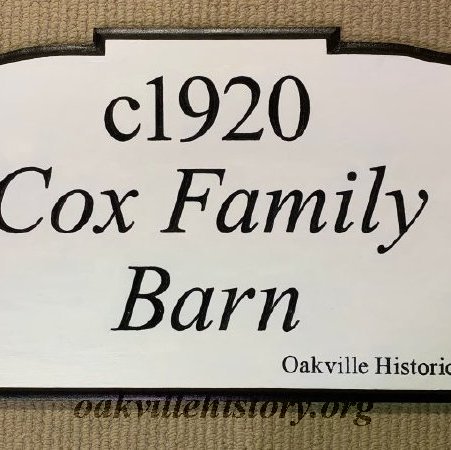 c1920
Cox Family
Barn
Oakville Historic
oakvillehistory.org